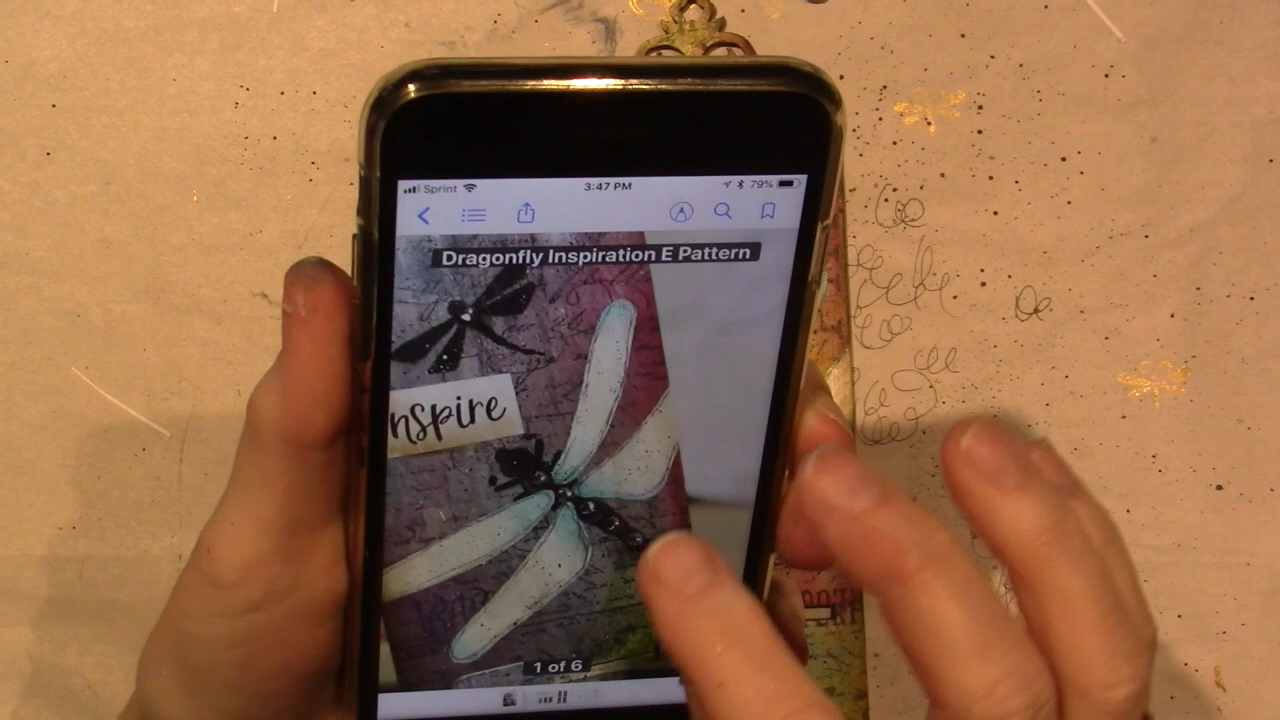 Sprint 3:47 PM 79%
Dragonfly Inspiration E Pattern
nspire
1 of 6